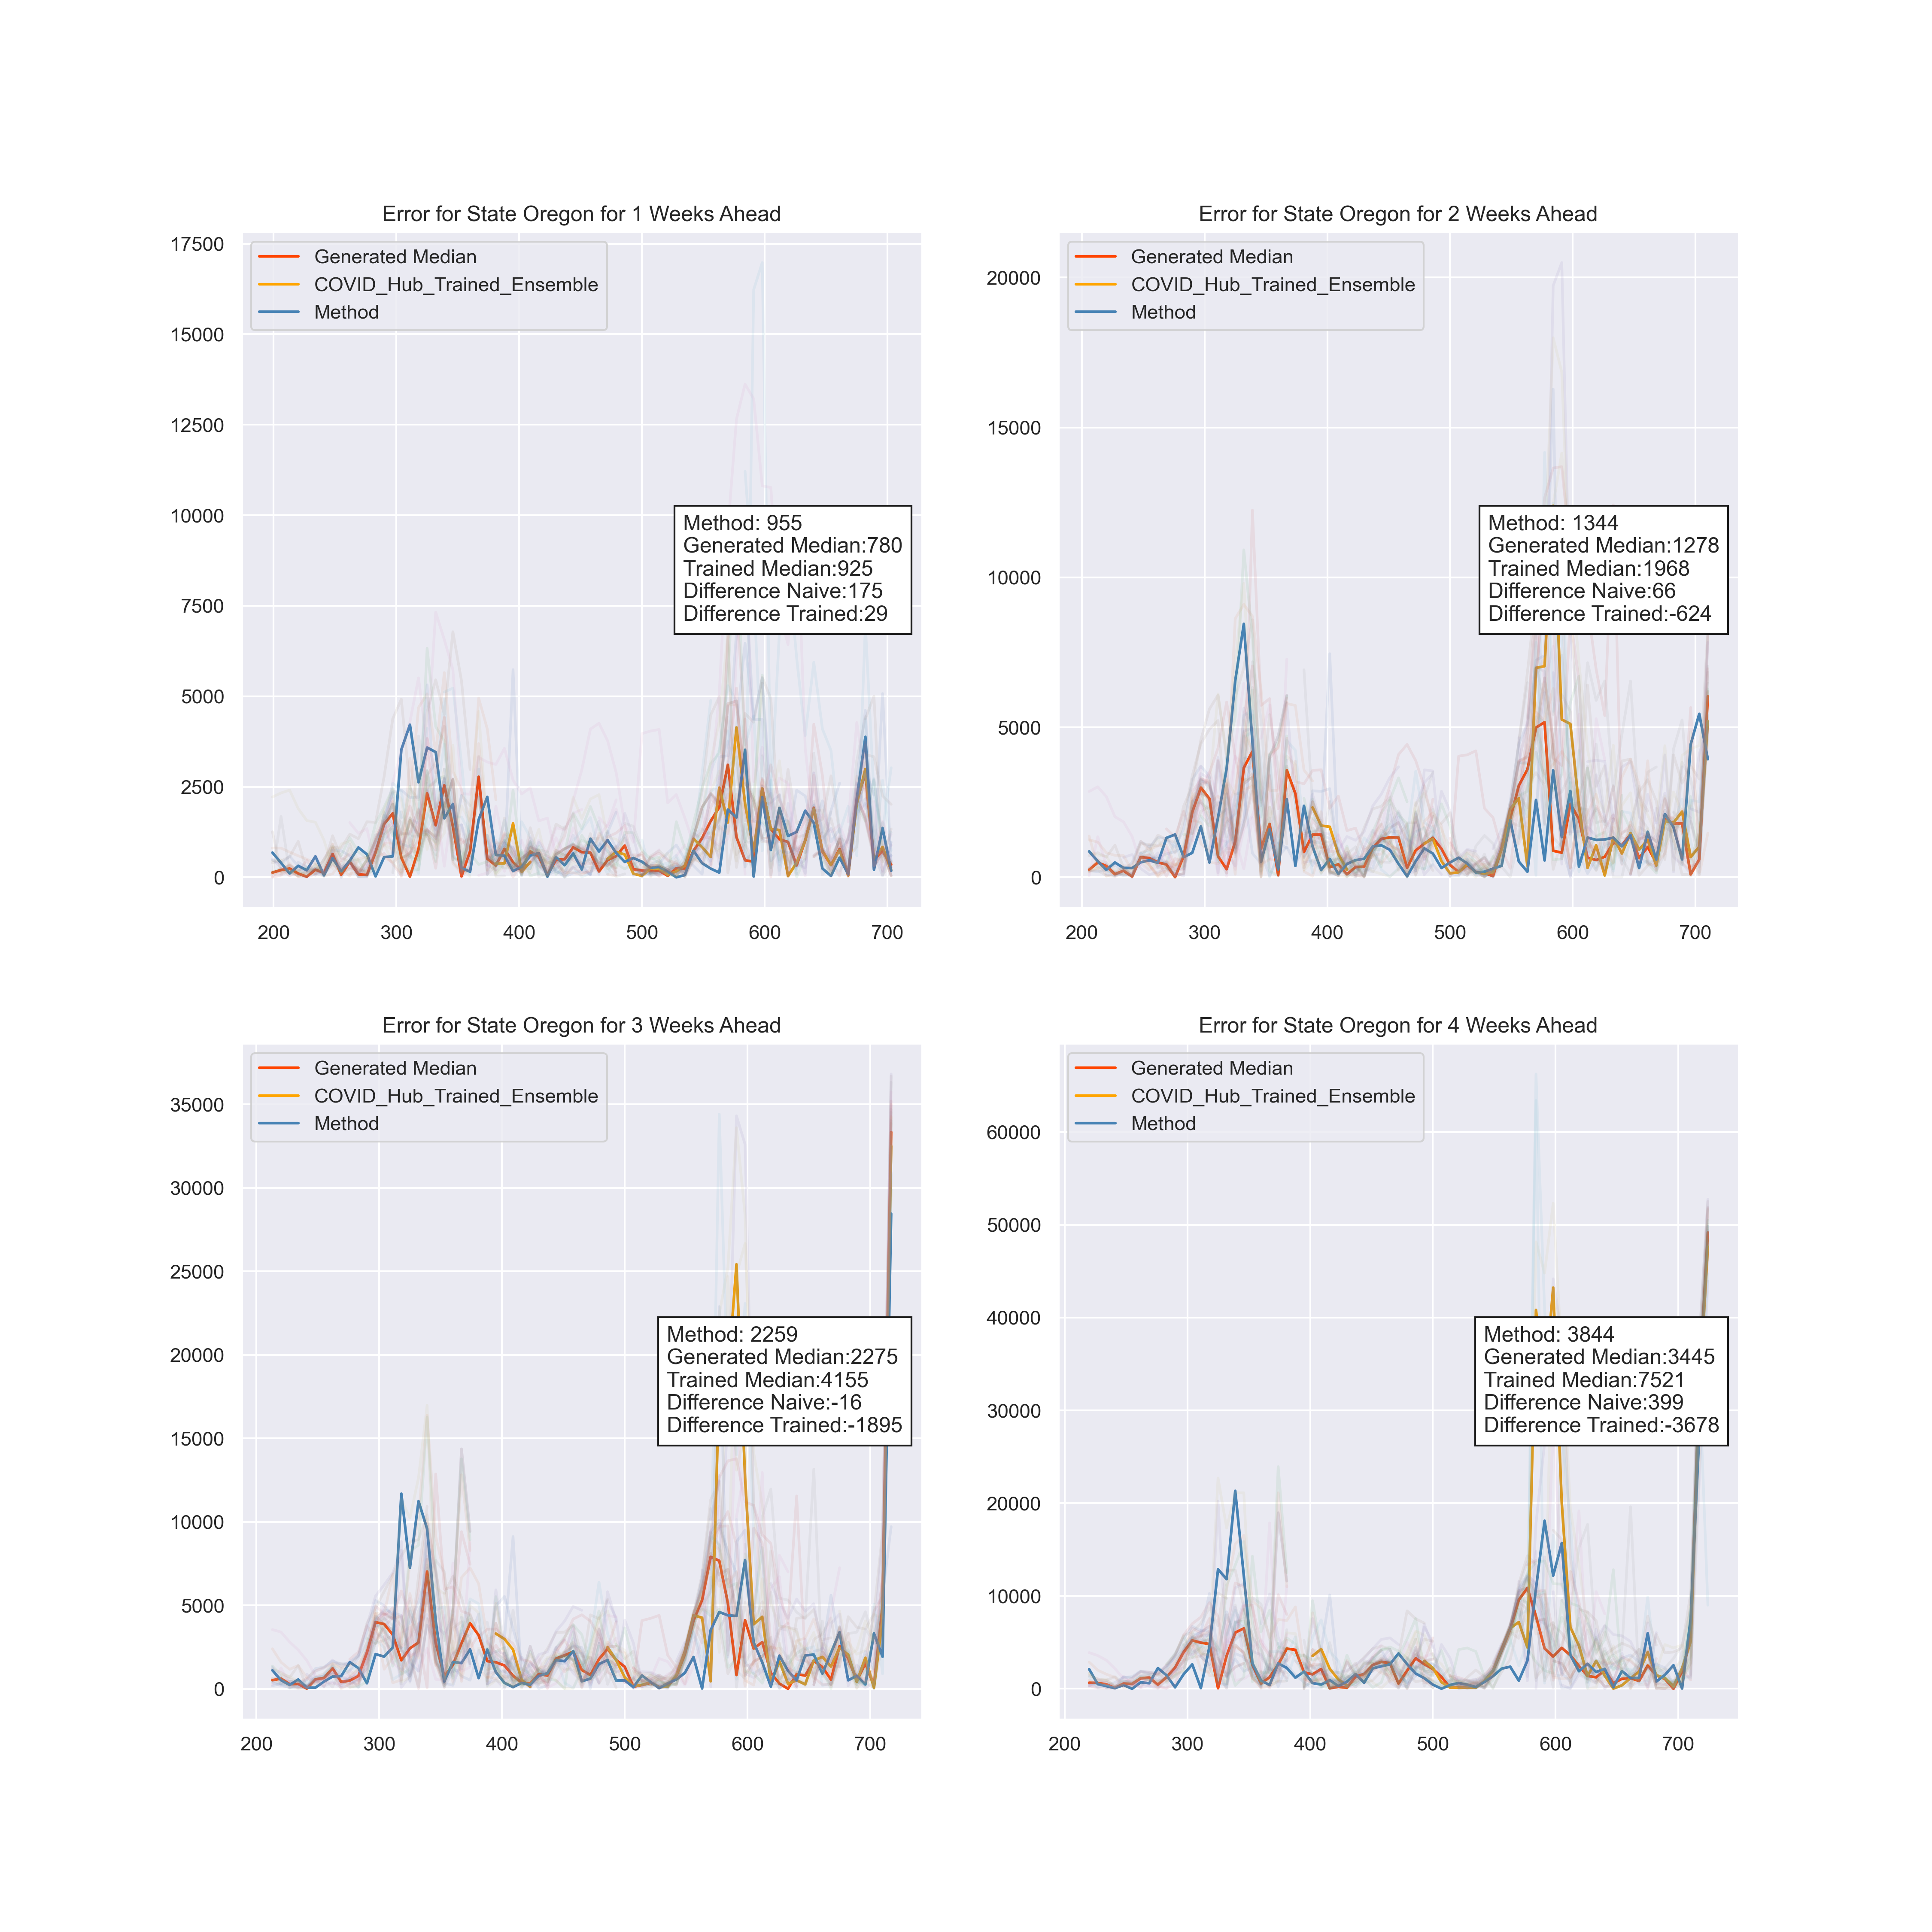 Error for State Oregon for 1 Weeks Ahead
Generated Median
COVID_Hub_Trained_Ensemble
Method
17500
15000
12500
10000
7500
5000
2500
0
Method: 955
Generated Median:780
Trained Median:925
Difference Naive:175
Difference Trained:29
200 300 400 500 600 700
Error for State Oregon for 2 Weeks Ahead
Generated Median
COVID_Hub_Trained_Ensemble
Method
20000
15000
10000
5000
0
Method: 1344
Generated Median:1278
Trained Median:1968
Difference Naive:66
Difference Trained:-624
200 300 400 500 600 700
Error for State Oregon for 3 Weeks Ahead
Generated Median
COVID_Hub_Trained_Ensemble
Method
35000
30000
25000
20000
15000
10000
5000
0
Method: 2259
Generated Median:2275
Trained Median:4155
Difference Naive:-16
Difference Trained:-1895
200 300 400 500 600 700
Error for State Oregon for 4 Weeks Ahead
Generated Median
COVID_Hub_Trained_Ensemble
Method
60000
50000
40000
30000
20000
10000
0
Method: 3844
Generated Median:3445
Trained Median:7521
Difference Naive:399
Difference Trained:-3678
200 300 400 500 600 700